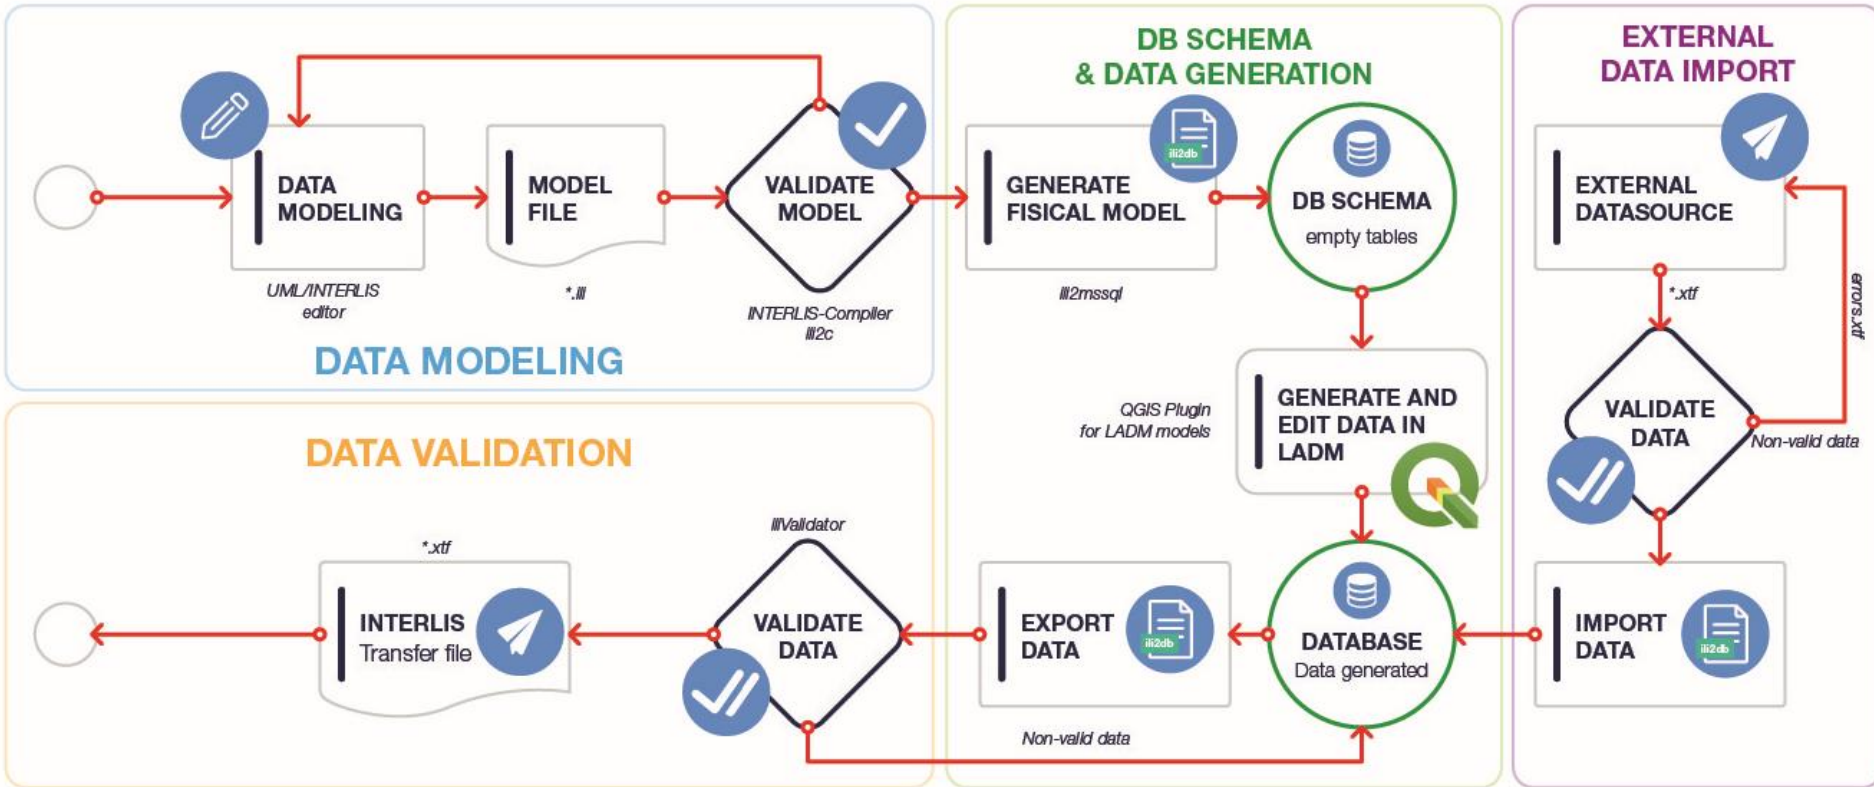 DATA
MODELING
UML/INTERLIS
editor
MODEL
FILE
*.ili
VALIDATE
MODEL
INTERLIS-Compiler
ili2c
DATA MODELING
DB SCHEMA
& DATA GENERATION
GENERATE
FISICAL MODEL
ili2db
ili2mssql
DB SCHEMA
empty tables
QGIS Plugin
for LADM models
GENERATE AND
EDIT DATA IN
LADM
DATABASE
Data generated
EXPORT
DATA
ili2db
Non-valid data
EXTERNAL
DATA IMPORT
EXTERNAL
DATASOURCE
*.xtf
errors.xtf
VALIDATE
DATA
Non-valid data
IMPORT
DATA
ili2db
DATA VALIDATION
iliValidator
VALIDATE
DATA
*.xtf
INTERLIS
Transfer file